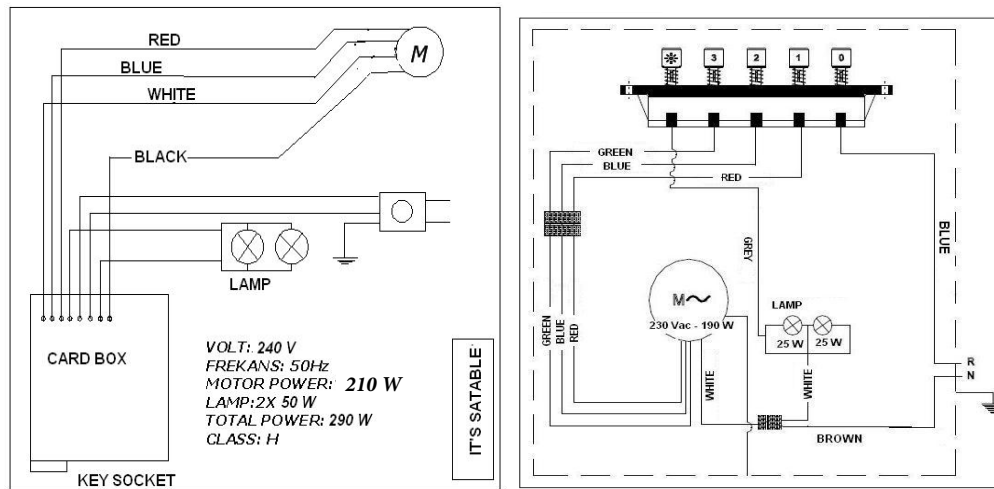 RED
BLUE
WHITE
M
BLACK
LAMP
CARD BOX
VOLT: 240 V
FREKANS: 50Hz
MOTOR POWER: 210 W
LAMP:2X 50 W
TOTAL POWER: 290 W
CLASS: H
KEY SOCKET
IT'S SATABLE
3
2
1
0
GREEN
BLUE
RED
BLUE
GREY
M
230 Vac - 190 W
LAMP
25 W
25 W
GREEN
BLUE
RED
WHITE
WHITE
R
N
BROWN